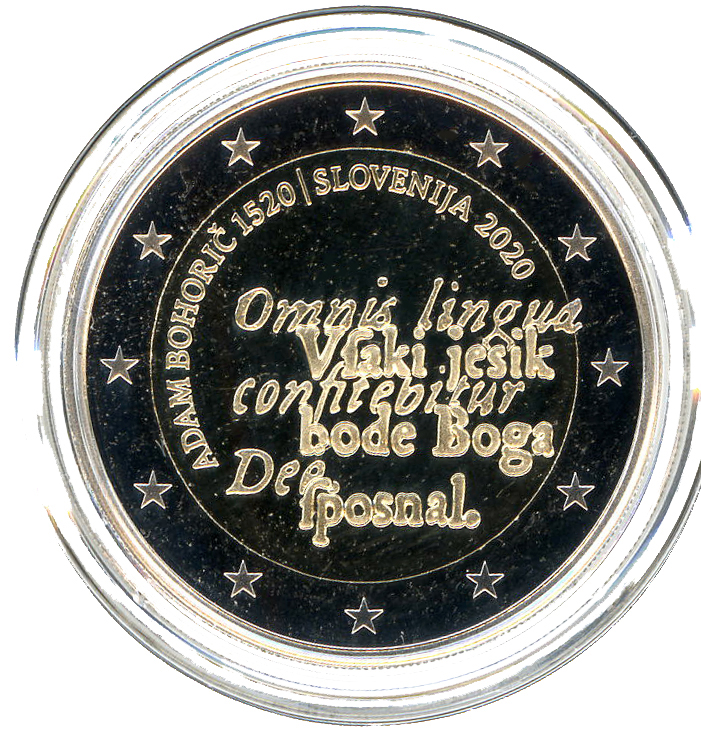 ADAM BOHORIČ 1520 | SLOVENIJA 2020
Omnis lingua
Vſaki jesik
confitebitur
bode Boga
Deo
ſposnal.